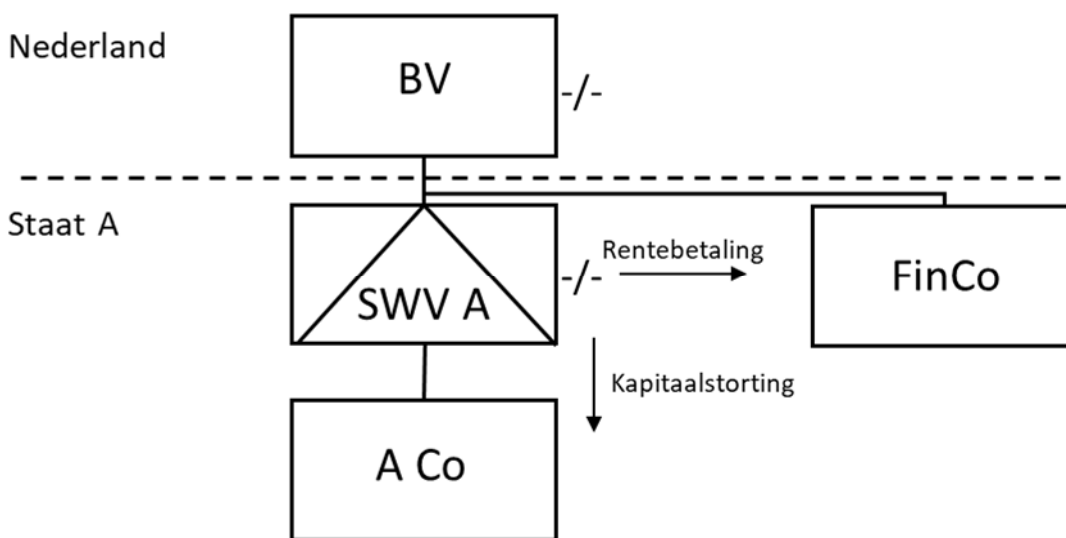 Nederland
BV
-/-
Staat A
Rentebetaling
-/-
SWV A
FinCo
Kapitaalstorting
A Co